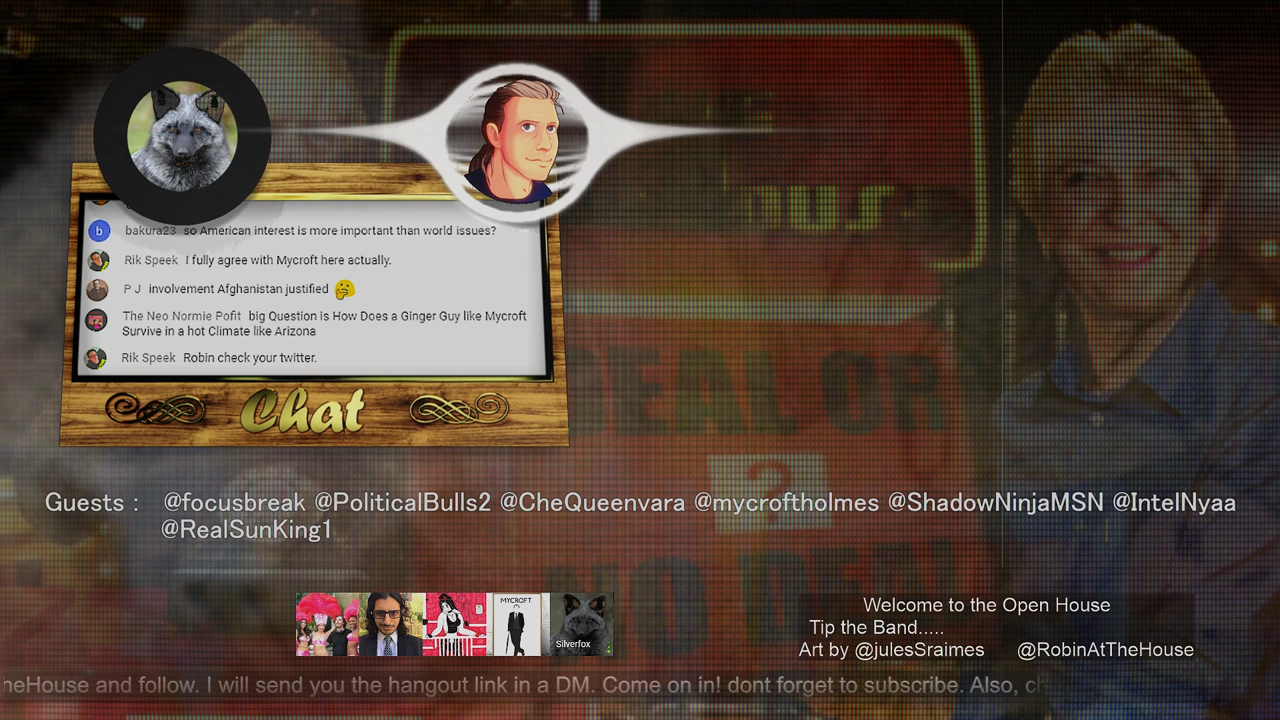 bakura23 so American interest is more important than world issues?
Rik Speek I fully agree with Mycroft here actually.
P J involvement Afghanistan justified
The Neo Normie Pofit big Question is How Does a Ginger Guy like Mycroft
Survive in a hot Climate like Arizona
Rik Speek Robin check your twitter.
Chat
DEAL OR
?
NO DEAL
Guests : @focusbreak @PoliticalBulls2 @CheQueenvara @mycroftholmes @ShadowNinjaMSN @IntelNyaa
@RealSunKing1
MYCROFT
Silverfox
Welcome to the Open House
Tip the Band.....
Art by @julesSraimes @RobinAtTheHouse
neHouse and follow. I will send you the hangout link in a DM. Come on in! dont forget to subscribe. Also, ch